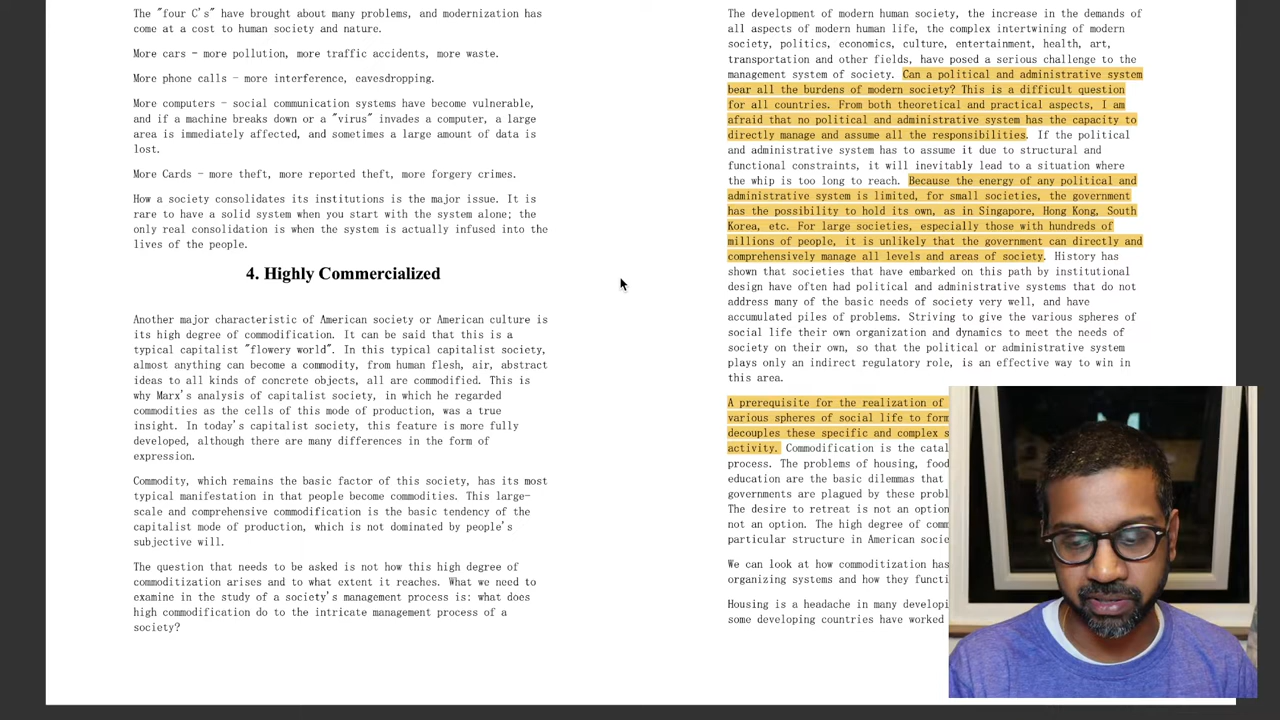 The "four C's" have brought about many problems, and modernization has
come at a cost to human society and nature.
More cars – more pollution, more traffic accidents, more waste.
More phone calls – more interference, eavesdropping.
More computers – social communication systems have become vulnerable,
and if a machine breaks down or a "virus" invades a computer, a large
area is immediately affected, and sometimes a large amount of data is
lost.
More Cards – more theft, more reported theft, more forgery crimes.
How a society consolidates its institutions is the major issue. It is
rare to have a solid system when you start with the system alone; the
only real consolidation is when the system is actually infused into the
lives of the people.
4. Highly Commercialized
Another major characteristic of American society or American culture is
its high degree of commodification. It can be said that this is a
typical capitalist "flowery world". In this typical capitalist society,
almost anything can become a commodity, from human flesh, air, abstract
ideas to all kinds of concrete objects, all are commodified. This is
why Marx's analysis of capitalist society, in which he regarded
commodities as the cells of this mode of production, was a true
insight. In today's capitalist society, this feature is more fully
developed, although there are many differences in the form of
expression.
Commodity, which remains the basic factor of this society, has its most
typical manifestation in that people become commodities. This large-
scale and comprehensive commodification is the basic tendency of the
capitalist mode of production, which is not dominated by people's
subjective will.
The question that needs to be asked is not how this high degree of
commoditization arises and to what extent it reaches. What we need to
examine in the study of a society's management process is: what does
high commodification do to the intricate management process of a
society?
The development of modern human society, the increase in the demands of
all aspects of modern human life, the complex intertwining of modern
society, politics, economics, culture, entertainment, health, art,
transportation and other fields, have posed a serious challenge to the
management system of society. Can a political and administrative system
bear all the burdens of modern society? This is a difficult question
for all countries. From both theoretical and practical aspects, I am
afraid that no political and administrative system has the capacity to
directly manage and assume all the responsibilities. If the political
and administrative system has to assume it due to structural and
functional constraints, it will inevitably lead to a situation where
the whip is too long to reach. Because the energy of any political and
administrative system is limited, for small societies, the government
has the possibility to hold its own, as in Singapore, Hong Kong, South
Korea, etc. For large societies, especially those with hundreds of
millions of people, it is unlikely that the government can directly and
comprehensively manage all levels and areas of society. History has
shown that societies that have embarked on this path by institutional
design have often had political and administrative systems that do not
address many of the basic needs of society very well, and have
accumulated piles of problems. Striving to give the various spheres of
social life their own organization and dynamics to meet the needs of
society on their own, so that the political or administrative system
plays only an indirect regulatory role, is an effective way to win in
this area.
A prerequisite for the realization of
various spheres of social life to form
decouples these specific and complex
activity. Commodification is the
process. The problems of housing,
education are the basic dilemmas that
governments are plagued by these
The desire to retreat is not an option
not an option. The high degree of
particular structure in American
We can look at how commoditization has
organizing systems and how they
Housing is a headache in many
some developing countries have worked